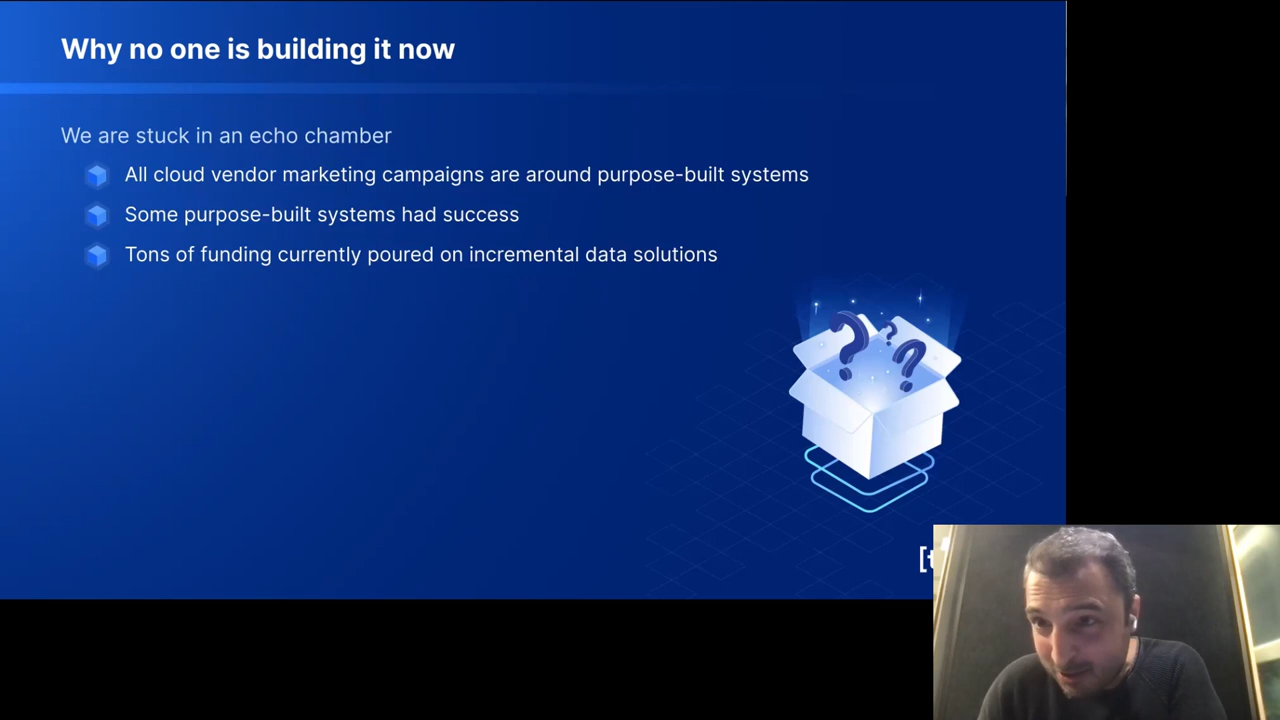 Why no one is building it now
We are stuck in an echo chamber
All cloud vendor marketing campaigns are around purpose-built systems
Some purpose-built systems had success
Tons of funding currently poured on incremental data solutions